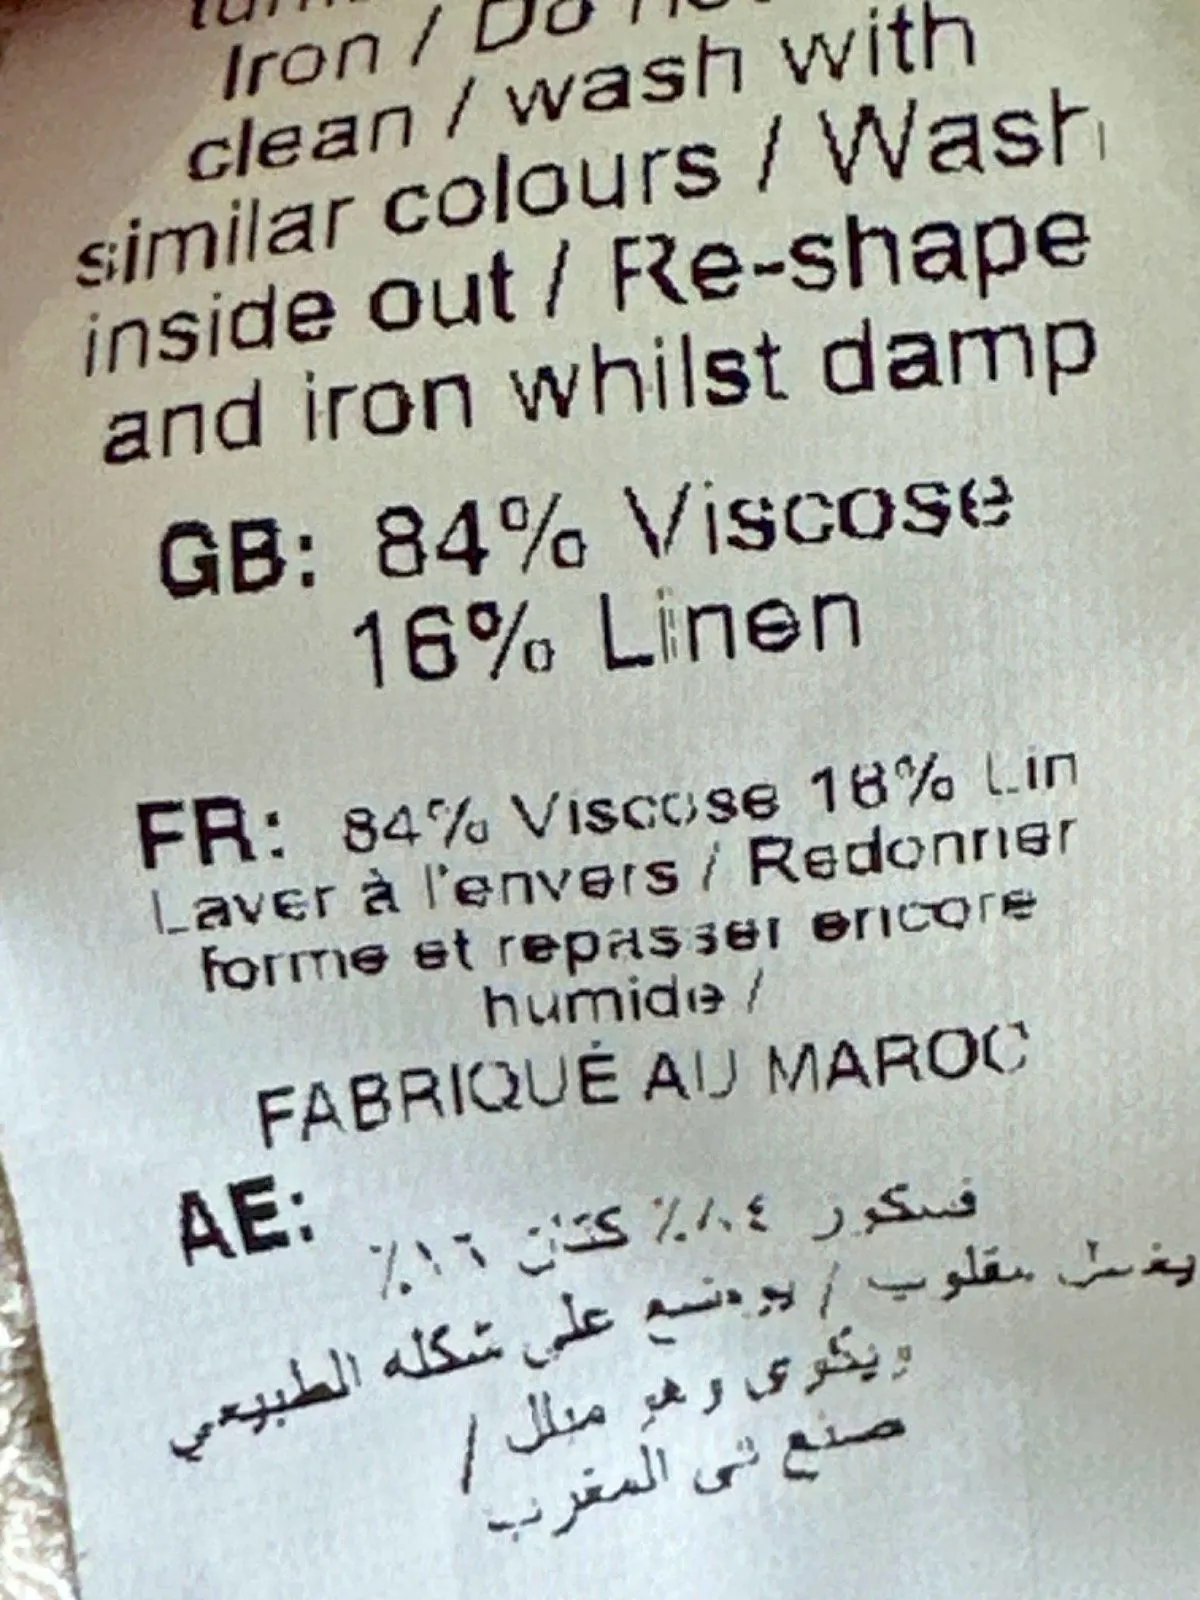 Iron / Do
clean / wash with
similar colours / Wash
inside out / Re-shape
and iron whilst damp
GB: 84% Viscose
16% Linen
FR: 84% Viscose 16% Lin
Laver à l'envers / Redonner
forme et repasser encore
humide /
FABRIQUÉ AU MAROC
AE: فسكوز ٨٤٪ كتان ١٦٪
يغسل مقلوب / يوضع على شكله الطبيعي
ويكوى وهو مبلل /
صنع في المغرب